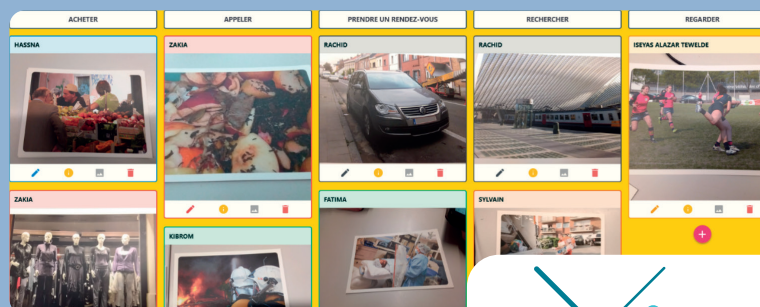 ACHETER
APPELER
PRENDRE UN RENDEZ-VOUS
RECHERCHER
REGARDER
HASSNA
ZAKIA
RACHID
RACHID
ISEYAS ALAZAR TEWELDE
ZAKIA
KIBROM
FATIMA
SYLVAIN